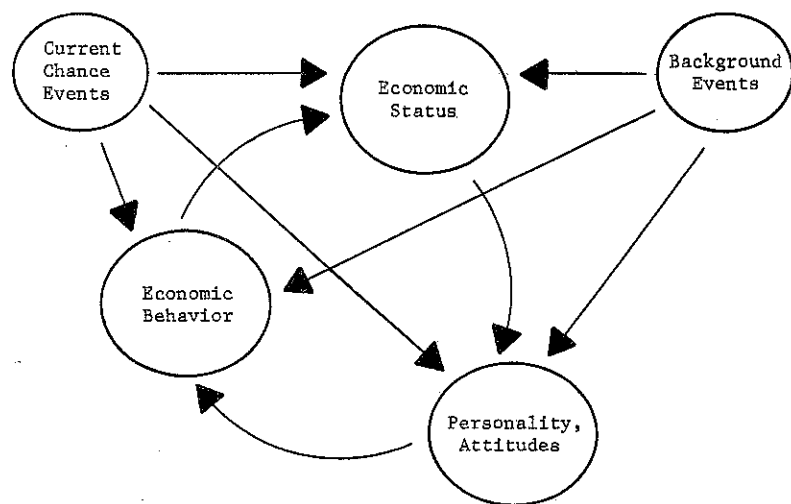 Current
Chance
Events
Economic
Status
Background
Events
Economic
Behavior
Personality,
Attitudes